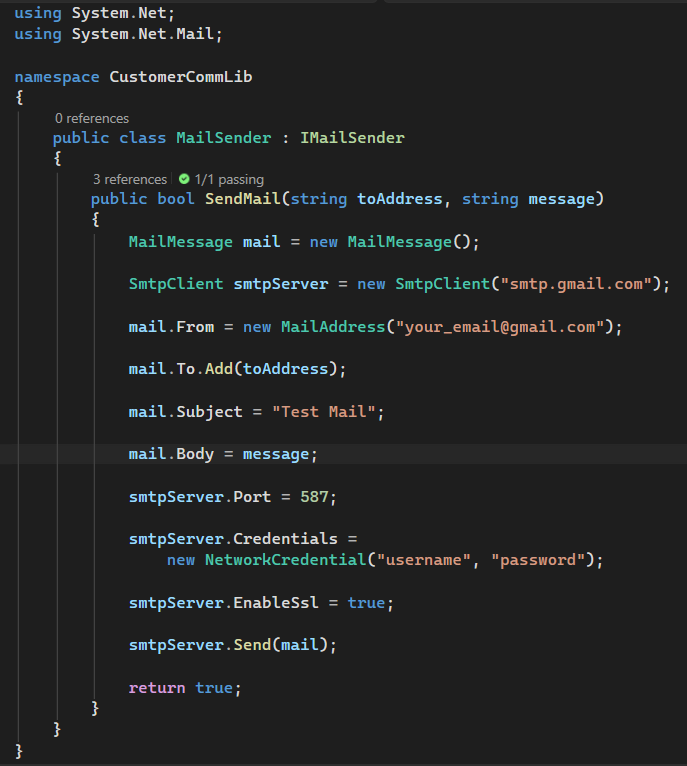 using System.Net;
using System.Net.Mail;
namespace CustomerCommLib
{
0 references
public class MailSender : IMailSender
{
3 references | 1/1 passing
public bool SendMail(string toAddress, string message)
{
MailMessage mail = new MailMessage();
SmtpClient smtpServer = new SmtpClient("smtp.gmail.com");
mail.From = new MailAddress("your_email@gmail.com");
mail.To.Add(toAddress);
mail.Subject = "Test Mail";
mail.Body = message;
smtpServer.Port = 587;
smtpServer.Credentials =
new NetworkCredential("username", "password");
smtpServer.EnableSsl = true;
smtpServer.Send(mail);
return true;
}
}
}